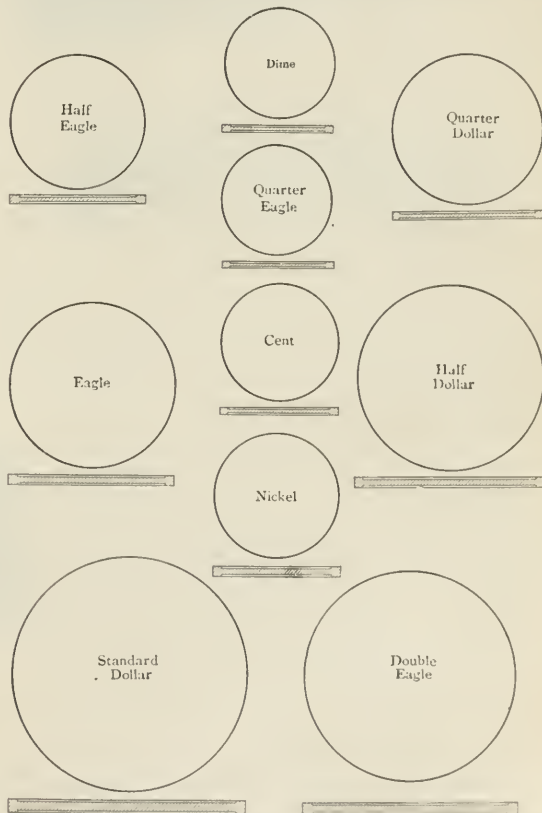 Dime
Half
Eagle
Quarter
Dollar
Quarter
Eagle
Cent
Eagle
Half
Dollar
Nickel
Standard
Dollar
Double
Eagle